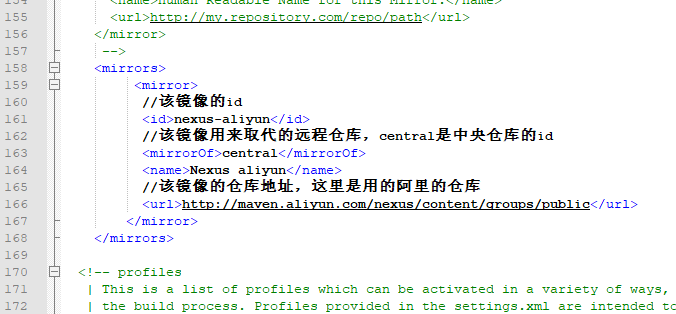 154 <name>Human Readable Name for this Mirror.</name>
155 <url>http://my.repository.com/repo/path</url>
156 </mirror>
157 -->
158 <mirrors>
159 <mirror>
160 //该镜像的id
161 <id>nexus-aliyun</id>
162 //该镜像用来取代的远程仓库，central是中央仓库的id
163 <mirrorOf>central</mirrorOf>
164 <name>Nexus aliyun</name>
165 //该镜像的仓库地址，这里是用的阿里的仓库
166 <url>http://maven.aliyun.com/nexus/content/groups/public</url>
167 </mirror>
168 </mirrors>
169
170 <!-- profiles
171 | This is a list of profiles which can be activated in a variety of ways,
172 | the build process. Profiles provided in the settings.xml are intended to